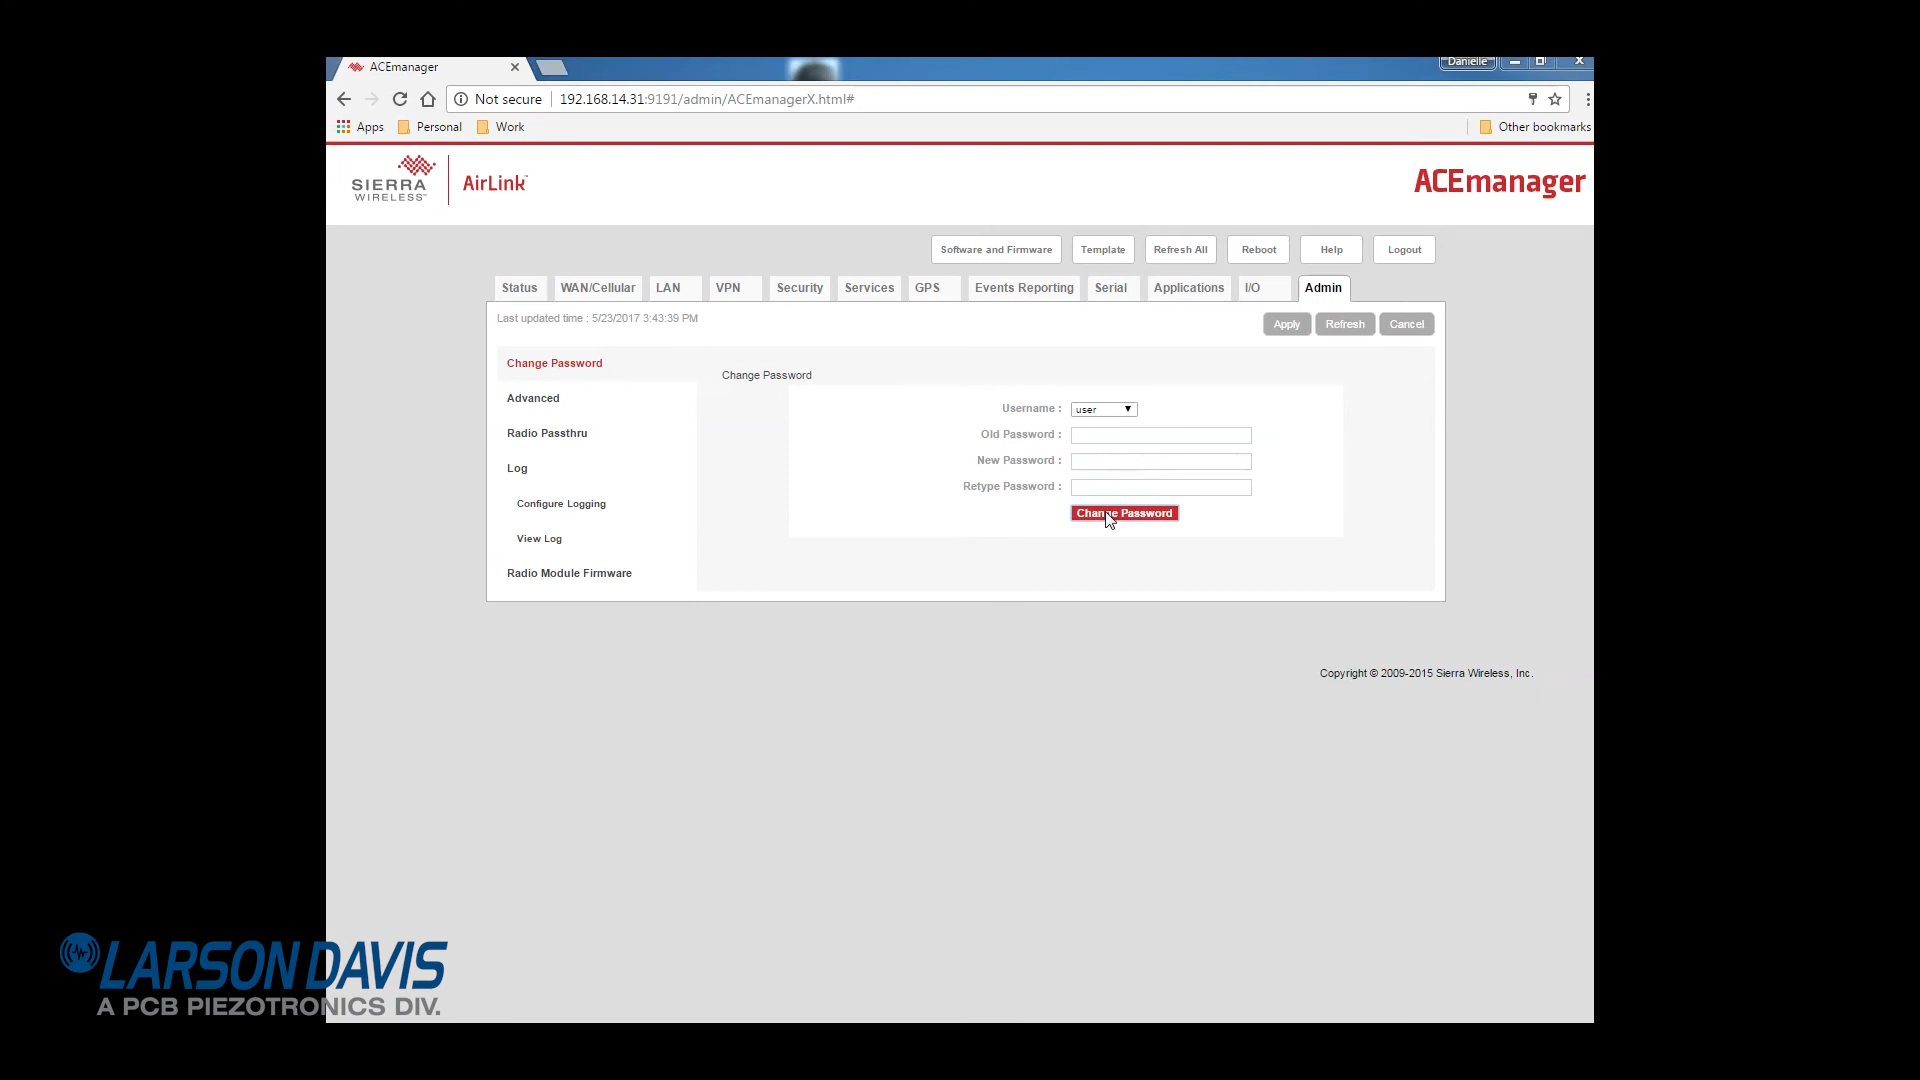 ACEmanager
Danielle
Not secure 192.168.14.31:9191/admin/ACEmanagerX.html#
Apps Personal Work Other bookmarks
SIERRA WIRELESS™ AirLink™ ACEmanager
Software and Firmware Template Refresh All Reboot Help Logout
Status WAN/Cellular LAN VPN Security Services GPS Events Reporting Serial Applications I/O Admin
Last updated time : 5/23/2017 3:43:39 PM
Apply Refresh Cancel
Change Password
Advanced
Radio Passthru
Log
Configure Logging
View Log
Radio Module Firmware
Change Password
Username : user
Old Password :
New Password :
Retype Password :
Change Password
Copyright © 2009-2015 Sierra Wireless, Inc.
LARSON DAVIS
A PCB PIEZOTRONICS DIV.